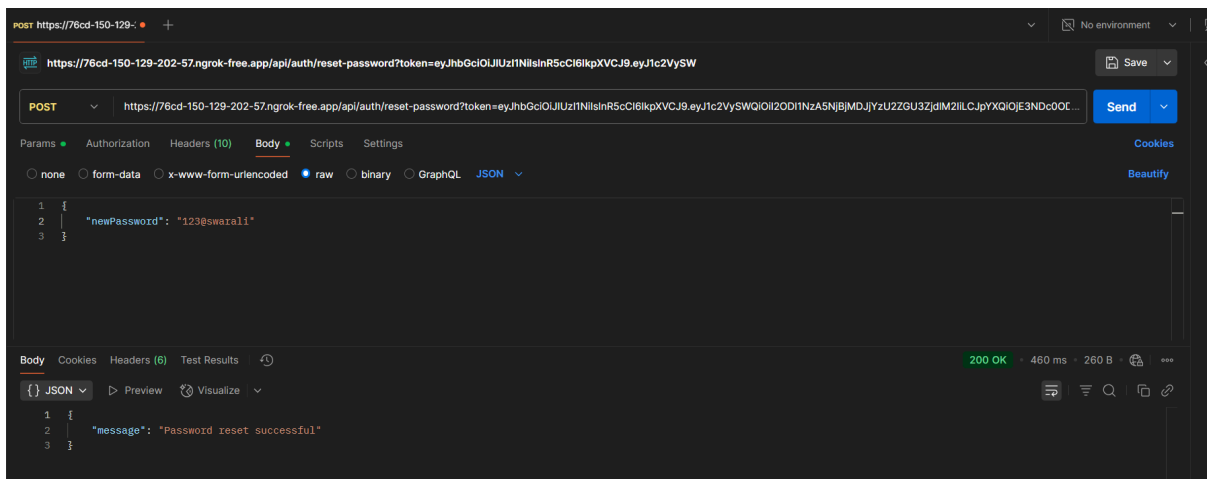 POST https://76cd-150-129-:
No environment
HTTP https://76cd-150-129-202-57.ngrok-free.app/api/auth/reset-password?token=eyJhbGciOiJIUzI1NiIsInR5cCI6IkpXVCJ9.eyJ1c2VySW
Save
POST https://76cd-150-129-202-57.ngrok-free.app/api/auth/reset-password?token=eyJhbGciOiJIUzI1NiIsInR5cCI6IkpXVCJ9.eyJ1c2VySWQiOiI2ODI1NzA5NjBjMDJjYzU2ZGU3ZjdlM2IiLCJpYXQiOjE3NDc0OD... Send
Params Authorization Headers (10) Body Scripts Settings Cookies
none form-data x-www-form-urlencoded raw binary GraphQL JSON Beautify
1 {
2 "newPassword": "123@swarali"
3 }
Body Cookies Headers (6) Test Results 200 OK 460 ms 260 B
{} JSON Preview Visualize
1 {
2 "message": "Password reset successful"
3 }